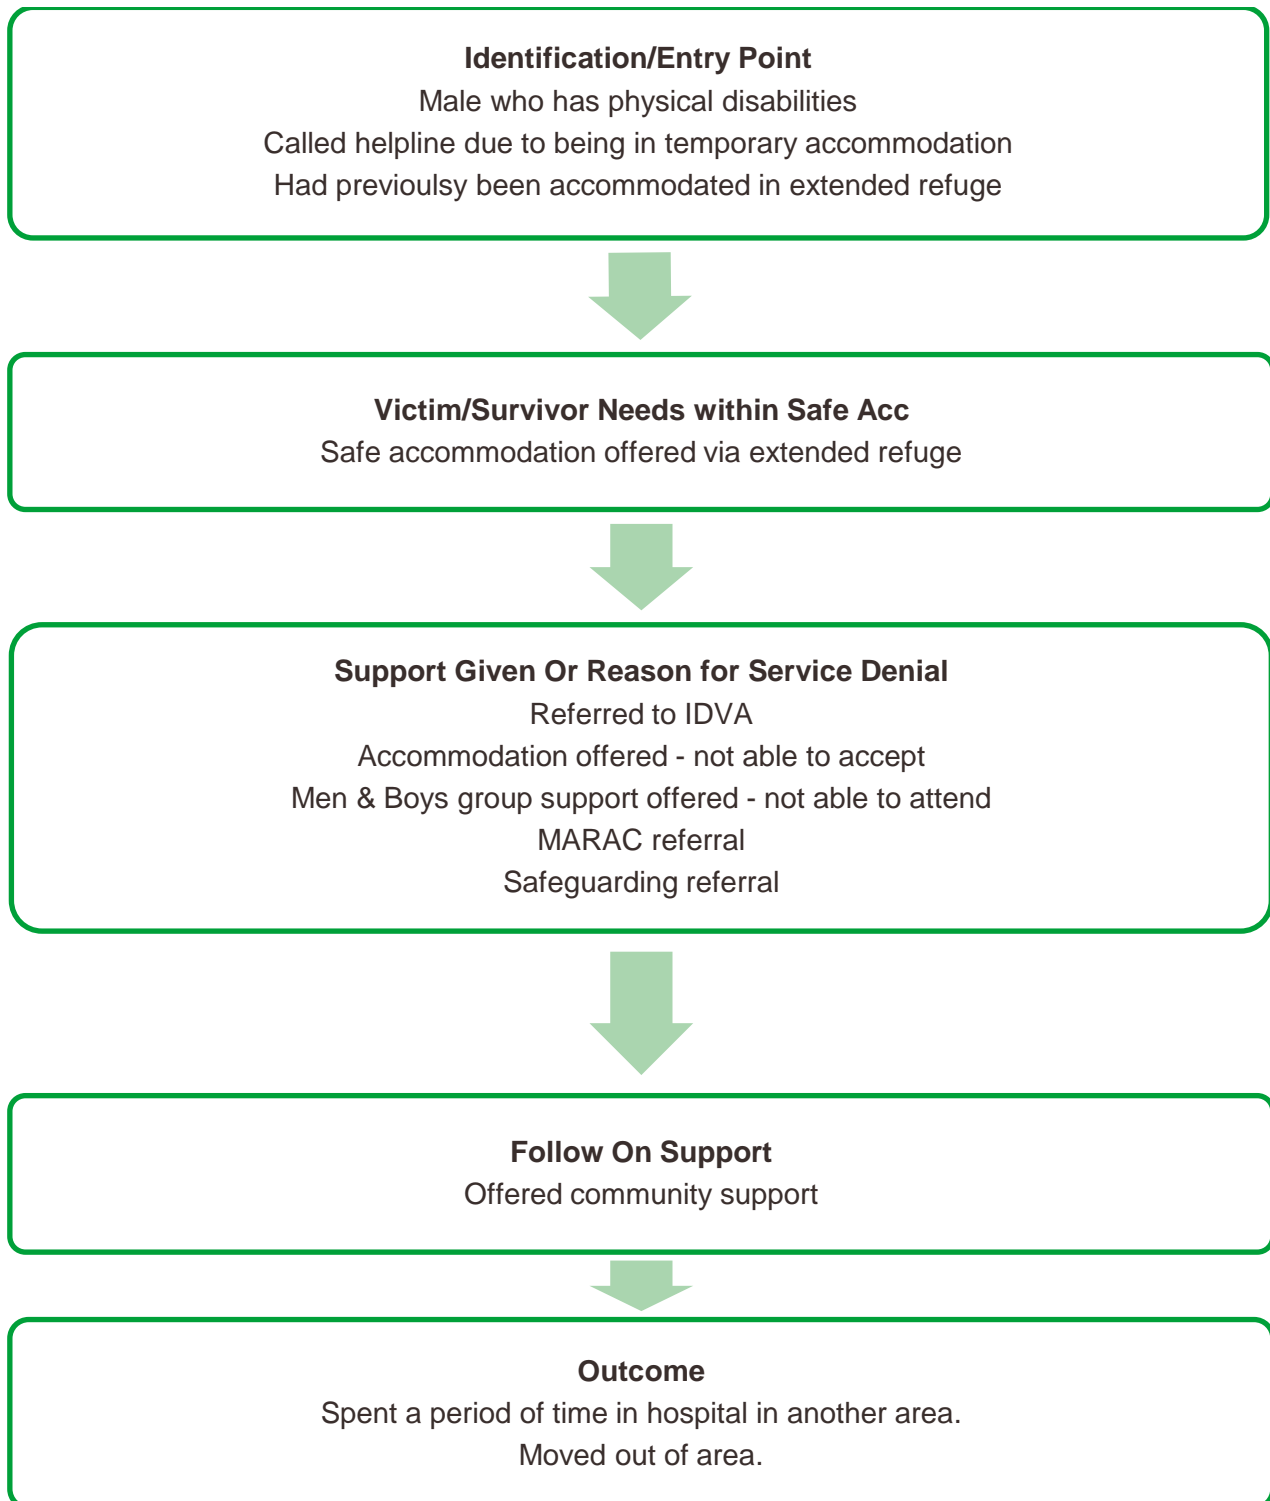 Identification/Entry Point
Male who has physical disabilities
Called helpline due to being in temporary accommodation
Had previoulsy been accommodated in extended refuge
Victim/Survivor Needs within Safe Acc
Safe accommodation offered via extended refuge
Support Given Or Reason for Service Denial
Referred to IDVA
Accommodation offered - not able to accept
Men & Boys group support offered - not able to attend
MARAC referral
Safeguarding referral
Follow On Support
Offered community support
Outcome
Spent a period of time in hospital in another area.
Moved out of area.